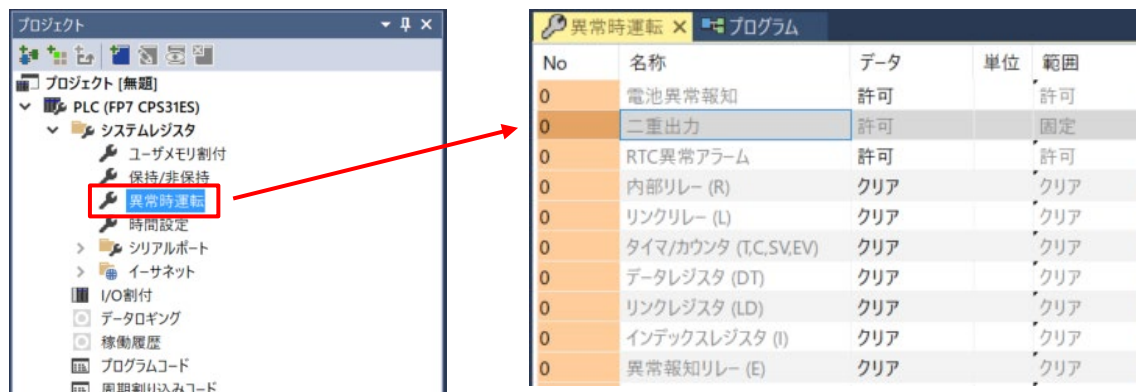 プロジェクト
プロジェクト [無題]
PLC (FP7 CPS31ES)
システムレジスタ
ユーザメモリ割付
保持/非保持
異常時運転
時間設定
シリアルポート
イーサネット
I/O割付
データロギング
稼働履歴
プログラムコード
周期割り込みコード
異常時運転 プログラム
No 名称 データ 単位 範囲
0 電池異常報知 許可 許可
0 二重出力 許可 固定
0 RTC異常アラーム 許可 許可
0 内部リレー (R) クリア クリア
0 リンクリレー (L) クリア クリア
0 タイマ/カウンタ (T,C,SV,EV) クリア クリア
0 データレジスタ (DT) クリア クリア
0 リンクレジスタ (LD) クリア クリア
0 インデックスレジスタ (I) クリア クリア
0 異常報知リレー (E) クリア クリア